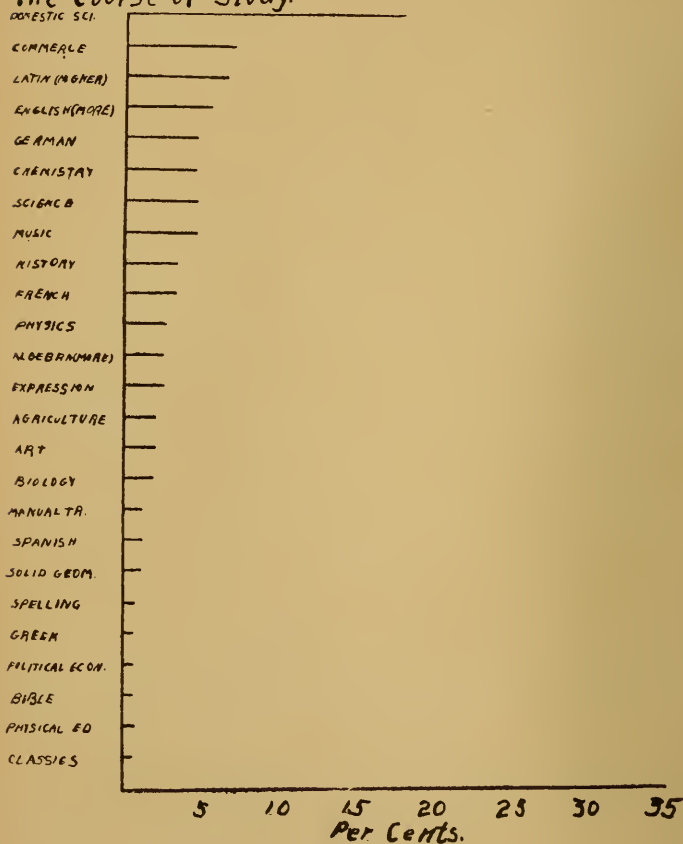 The Course of Study.
DOMESTIC SCI.
COMMERCE
LATIN (HIGHER)
ENGLISH (MORE)
GERMAN
CHEMISTRY
SCIENCE
MUSIC
HISTORY
FRENCH
PHYSICS
ALGEBRA (MORE)
EXPRESSION
AGRICULTURE
ART
BIOLOGY
MANUAL TR.
SPANISH
SOLID GEOM.
SPELLING
GREEK
POLITICAL ECON.
BIBLE
PHYSICAL ED
CLASSICS
5 10 15 20 25 30 35
Per Cents.